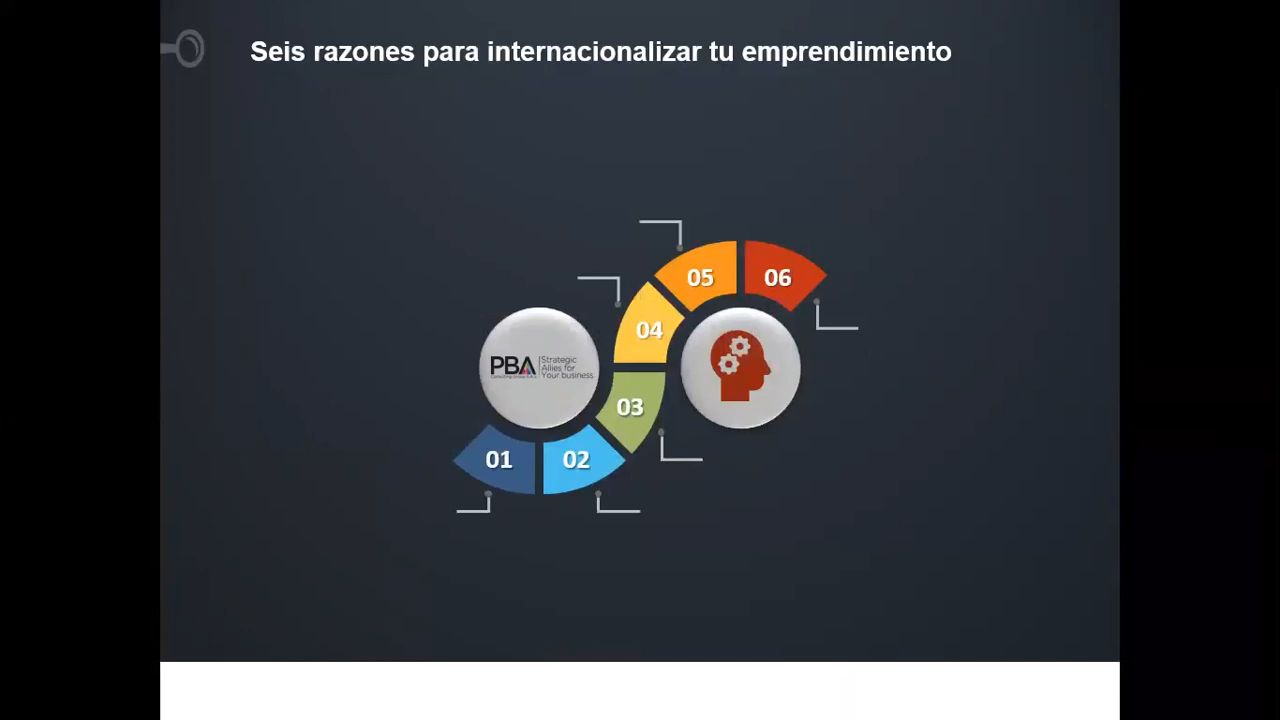 Seis razones para internacionalizar tu emprendimiento
05
06
04
PBA
Strategic
Allies for
Your business
03
01
02